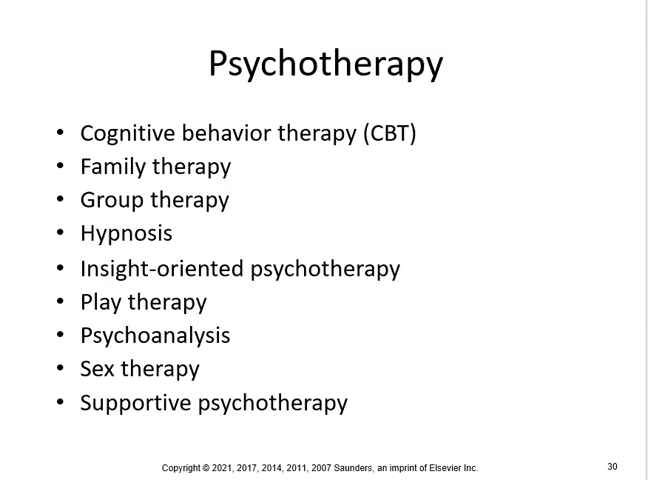 Psychotherapy
• Cognitive behavior therapy (CBT)
• Family therapy
• Group therapy
• Hypnosis
• Insight-oriented psychotherapy
• Play therapy
• Psychoanalysis
• Sex therapy
• Supportive psychotherapy
Copyright © 2021, 2017, 2014, 2011, 2007 Saunders, an imprint of Elsevier Inc.
30